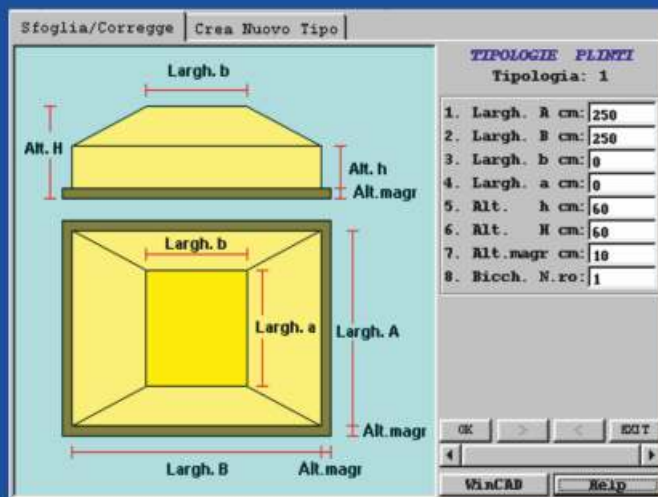 Sfoglia/Corregge
Crea Nuovo Tipo
Largh. b
Alt. H
Alt. h
Alt.magr
Largh. b
Largh. a
Largh. A
Alt.magr
Largh. B
Alt.magr
TIPOLOGIE PLINTI
Tipologia: 1
1. Largh. A cm: 250
2. Largh. B cm: 250
3. Largh. b cm: 0
4. Largh. a cm: 0
5. Alt. h cm: 60
6. Alt. H cm: 60
7. Alt.magr cm: 10
8. Bicch. N.ro: 1
OK > < EXIT
WinCAD Help